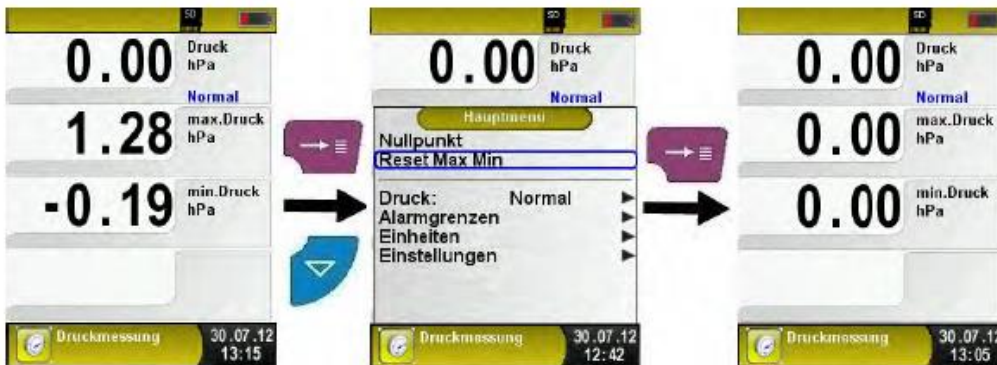 SD
0.00 Druck hPa
Normal
1.28 max.Druck hPa
-0.19 min.Druck hPa
Druckmessung 30.07.12
13:15
SD
0.00 Druck hPa
Normal
Hauptmenü
Nullpunkt
Reset Max Min
Druck: Normal
Alarmgrenzen
Einheiten
Einstellungen
Druckmessung 30.07.12
12:42
SD
0.00 Druck hPa
Normal
0.00 max.Druck hPa
0.00 min.Druck hPa
Druckmessung 30.07.12
13:05